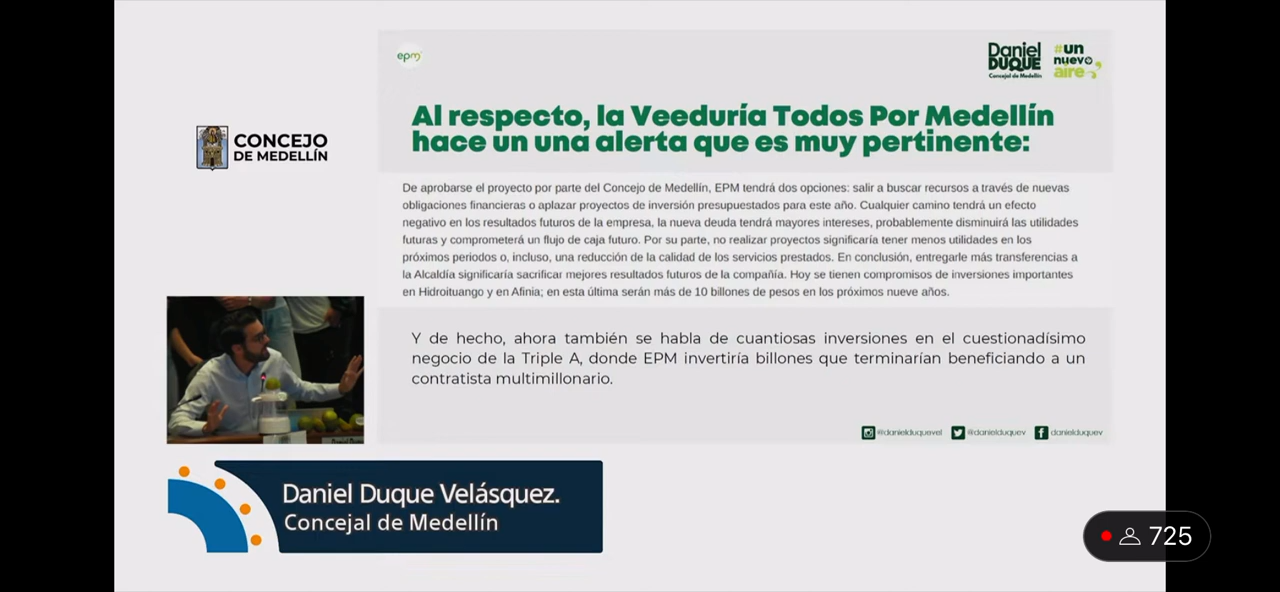 epm
Daniel
DUQUE
Concejal de Medellín
#un
nuevo
aire
Al respecto, la Veeduría Todos Por Medellín
hace un una alerta que es muy pertinente:
CONCEJO
DE MEDELLÍN
De aprobarse el proyecto por parte del Concejo de Medellín, EPM tendrá dos opciones: salir a buscar recursos a través de nuevas
obligaciones financieras o aplazar proyectos de inversión presupuestados para este año. Cualquier camino tendrá un efecto
negativo en los resultados futuros de la empresa, la nueva deuda tendrá mayores intereses, probablemente disminuirá las utilidades
futuras y comprometerá un flujo de caja futuro. Por su parte, no realizar proyectos significaría tener menos utilidades en los
próximos periodos o, incluso, una reducción de la calidad de los servicios prestados. En conclusión, entregarle más transferencias a
la Alcaldía significaría sacrificar mejores resultados futuros de la compañía. Hoy se tienen compromisos de inversiones importantes
en Hidroituango y en Afinia; en esta última serán más de 10 billones de pesos en los próximos nueve años.
Y de hecho, ahora también se habla de cuantiosas inversiones en el cuestionadísimo
negocio de la Triple A, donde EPM invertiría billones que terminarían beneficiando a un
contratista multimillonario.
@danielduquevel @danielduquev danielduquev
Daniel Duque Velásquez.
Concejal de Medellín
725